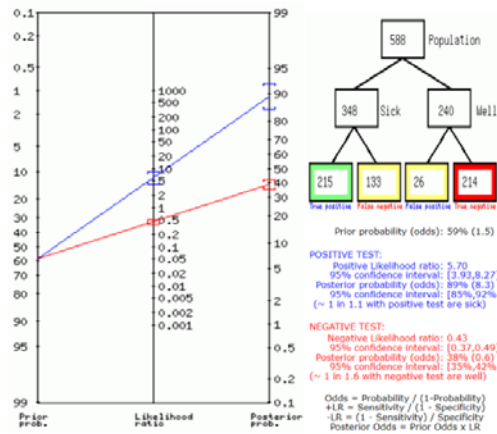 0.1
0.2
0.5
1
2
5
10
20
30
40
50
60
70
80
90
95
99
Prior
prob.
1000
500
200
100
50
20
10
5
2
1
0.5
0.2
0.1
0.05
0.02
0.01
0.005
0.002
0.001
Likelihood
ratio
99
95
90
80
70
60
50
40
30
20
10
5
2
1
0.5
0.2
0.1
Posterior
prob.
588 Population
348 Sick 240 Well
215 133 26 214
True positive False negative False positive True negative
Prior probability (odds): 59% (1.5)
POSITIVE TEST:
Positive Likelihood ratio: 5.70
95% confidence interval: [3.93,8.27]
Posterior probability (odds): 89% (8.3)
95% confidence interval: [85%,92%
(~ 1 in 1.1 with positive test are sick)
NEGATIVE TEST:
Negative Likelihood ratio: 0.43
95% confidence interval: [0.37,0.49]
Posterior probability (odds): 38% (0.6)
95% confidence interval: [35%,42%
(~ 1 in 1.6 with negative test are well)
Odds = Probability / (1-Probability)
+LR = Sensitivity / (1 - Specificity)
-LR = (1 - Sensitivity) / Specificity
Posterior Odds = Prior Odds x LR